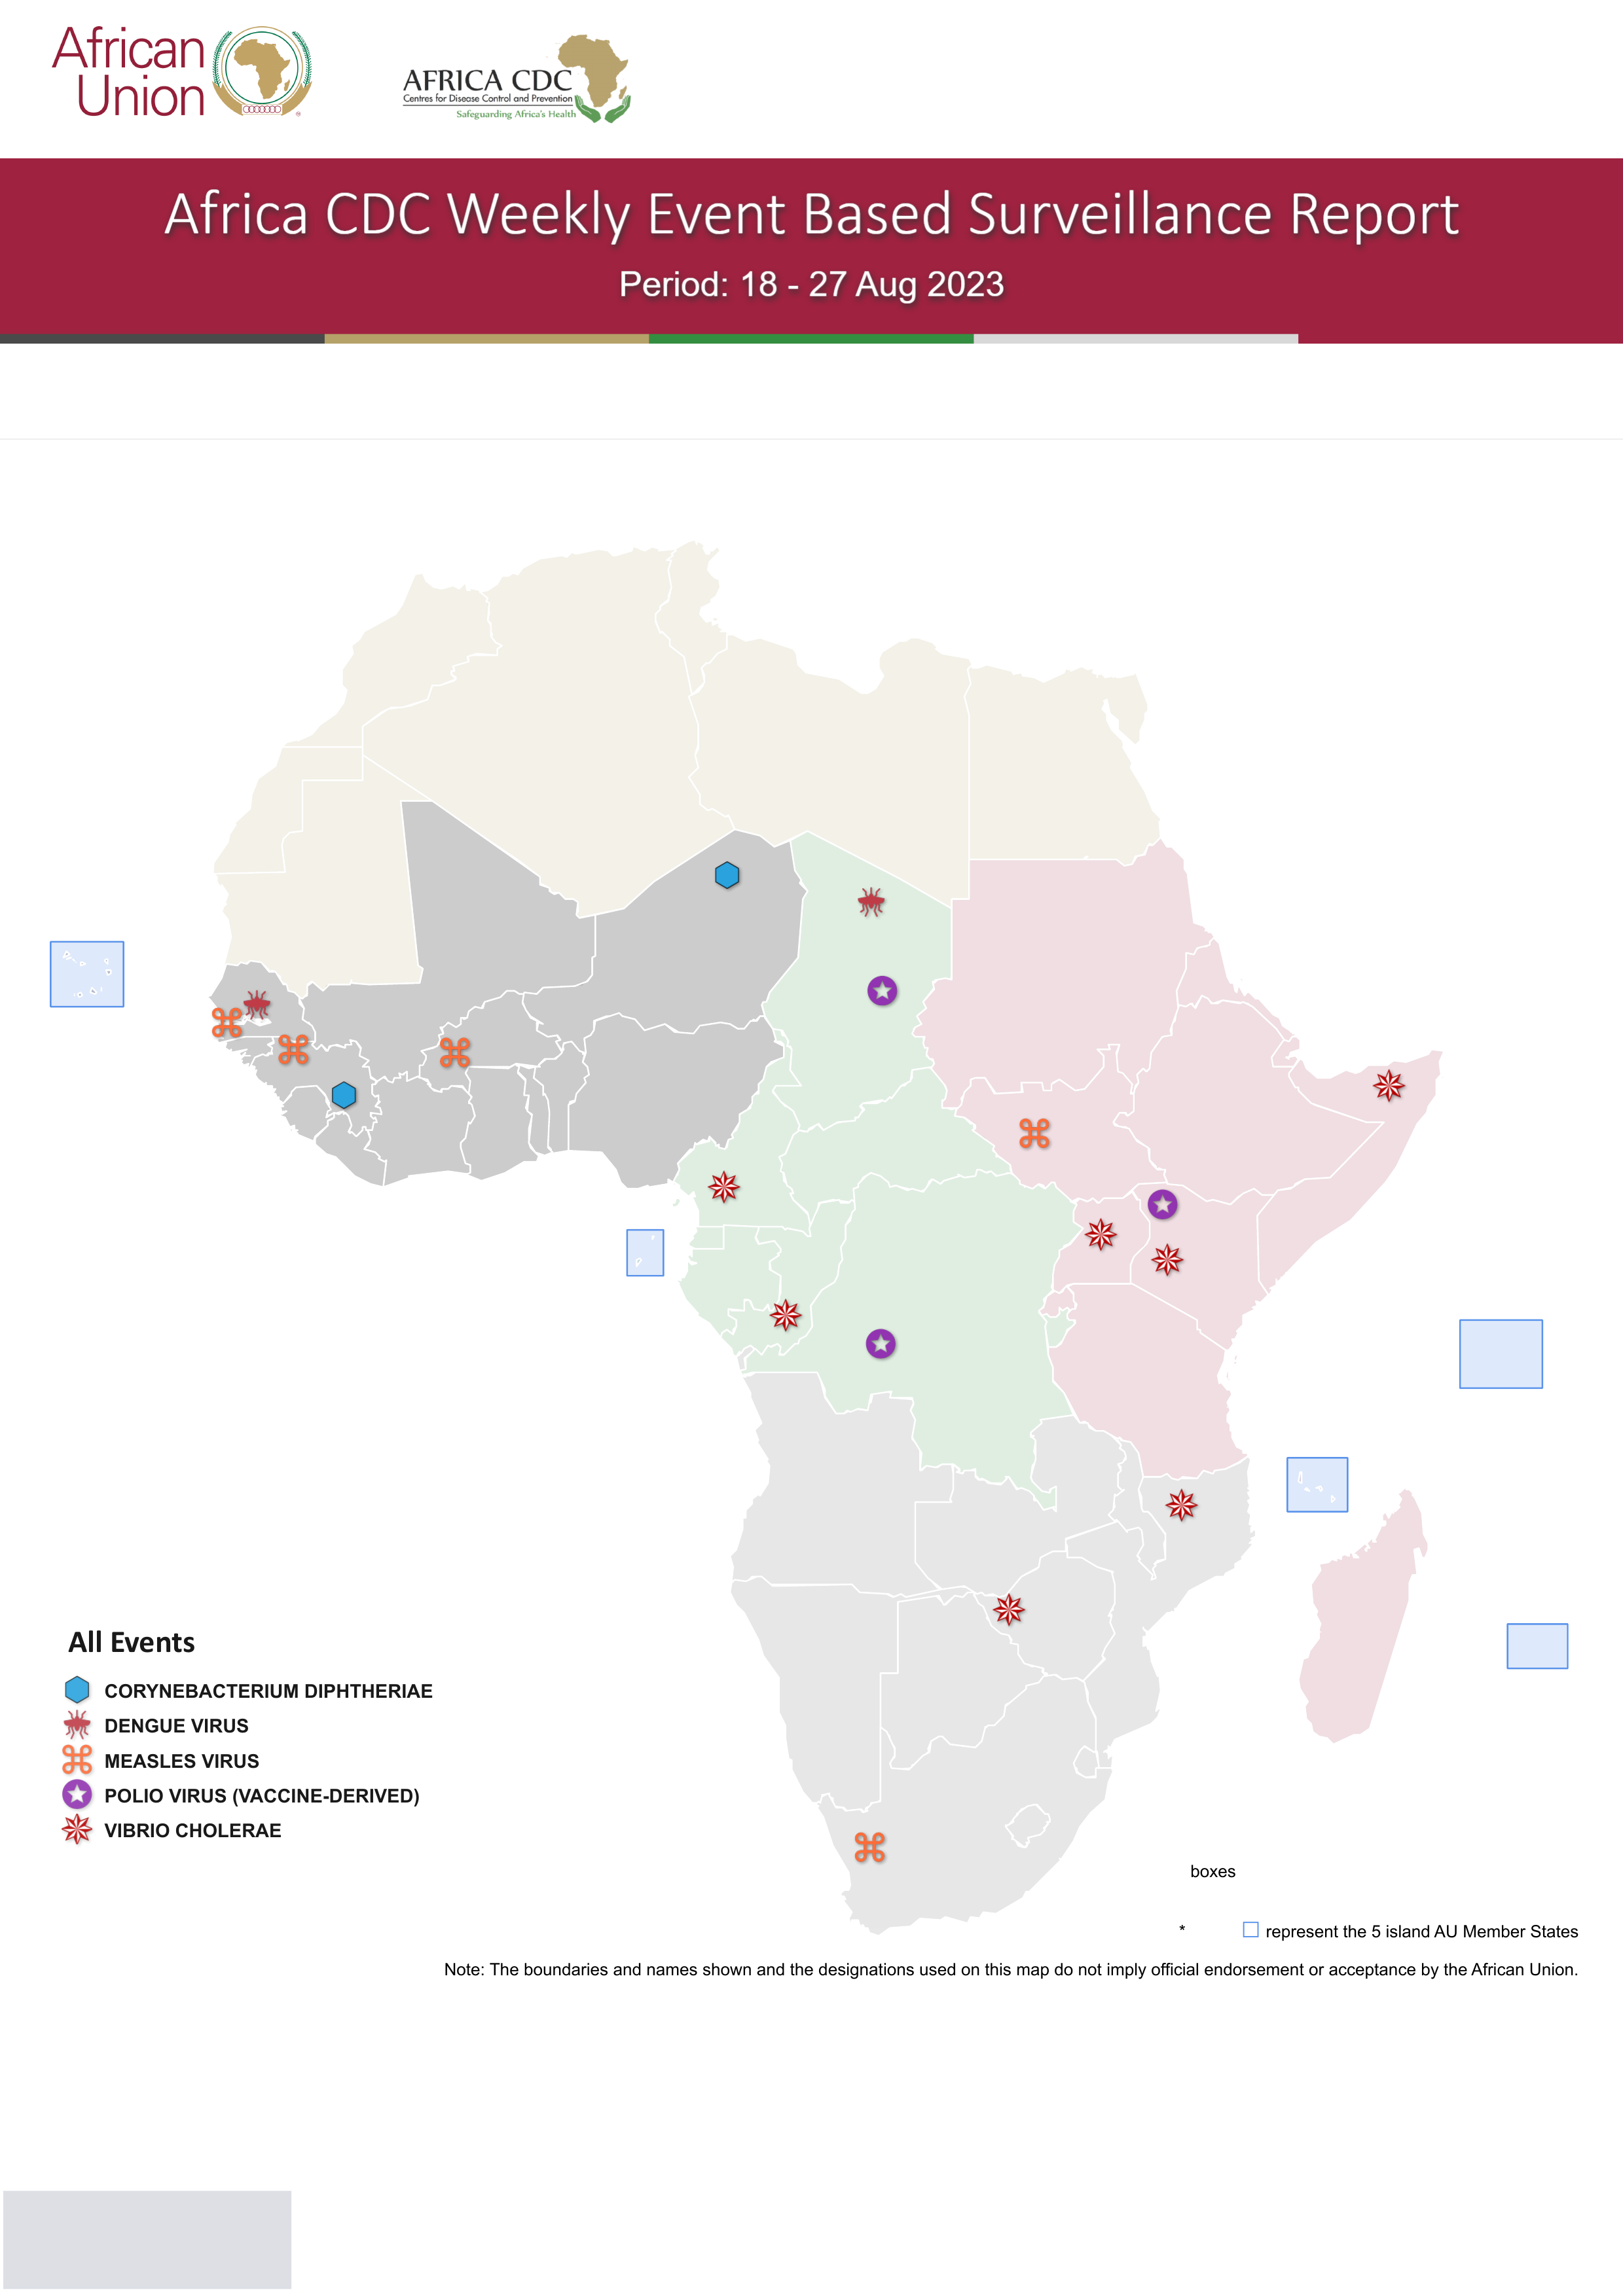 African
Union
AFRICA CDC
Centres for Disease Control and Prevention
Safeguarding Africa's Health
Africa CDC Weekly Event Based Surveillance Report
Period: 18 - 27 Aug 2023
All Events
CORYNEBACTERIUM DIPHTHERIAE
DENGUE VIRUS
MEASLES VIRUS
POLIO VIRUS (VACCINE-DERIVED)
VIBRIO CHOLERAE
boxes
* represent the 5 island AU Member States
Note: The boundaries and names shown and the designations used on this map do not imply official endorsement or acceptance by the African Union.